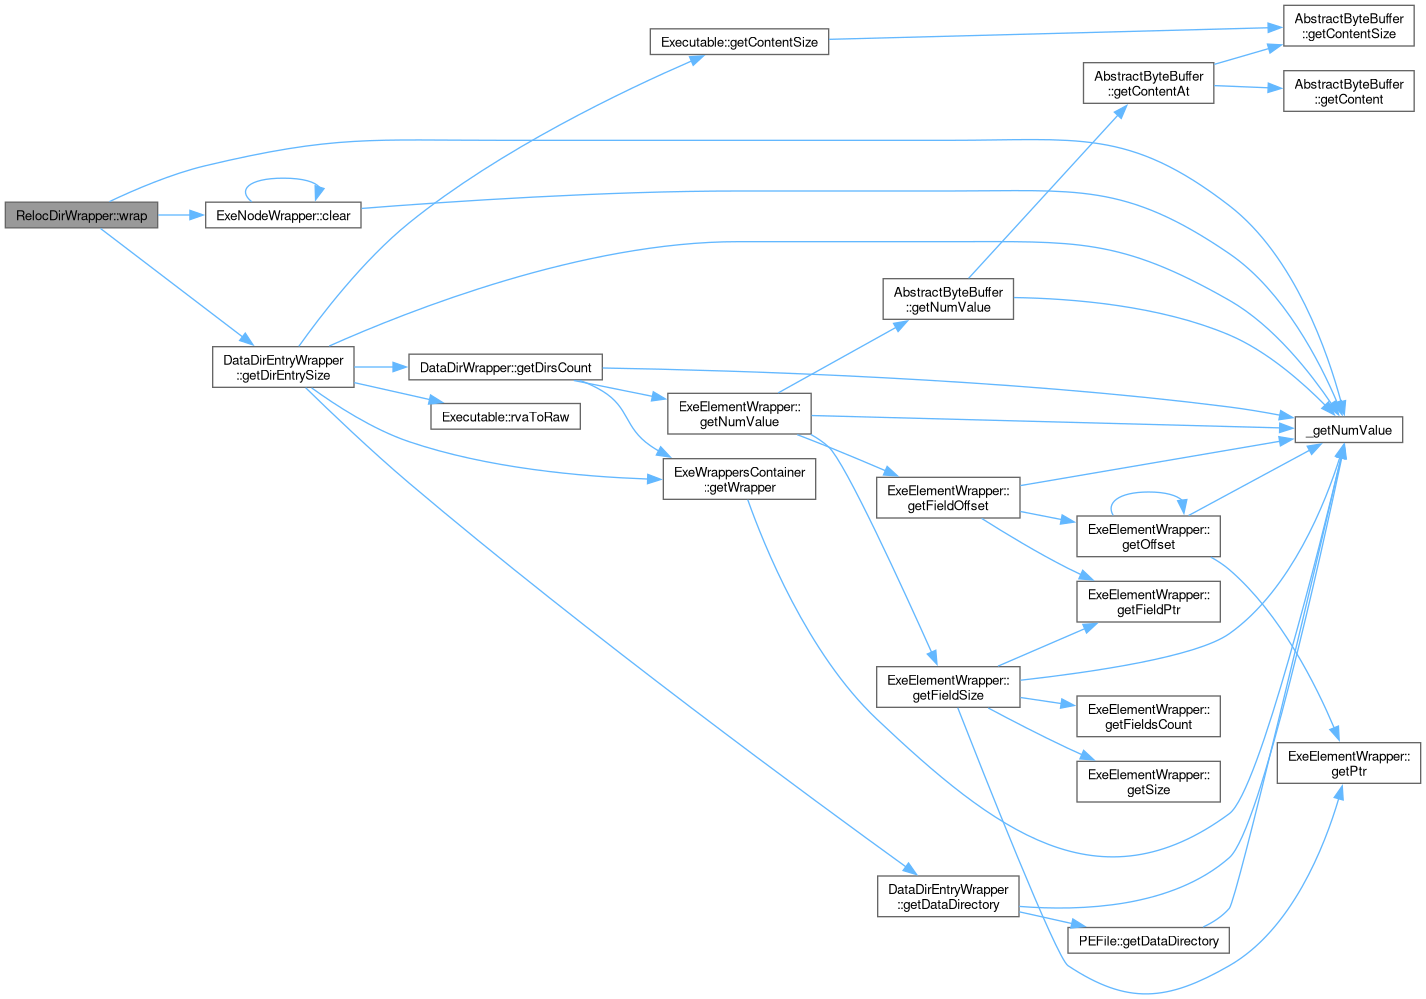 AbstractByteBuffer
::getContentSize
Executable::getContentSize
AbstractByteBuffer
::getContentAt
AbstractByteBuffer
::getContent
RelocDirWrapper::wrap
ExeNodeWrapper::clear
AbstractByteBuffer
::getNumValue
DataDirEntryWrapper
::getDirEntrySize
DataDirWrapper::getDirsCount
Executable::rvaToRaw
ExeElementWrapper::
getNumValue
_getNumValue
ExeWrappersContainer
::getWrapper
ExeElementWrapper::
getFieldOffset
ExeElementWrapper::
getOffset
ExeElementWrapper::
getFieldPtr
ExeElementWrapper::
getFieldSize
ExeElementWrapper::
getFieldsCount
ExeElementWrapper::
getSize
ExeElementWrapper::
getPtr
DataDirEntryWrapper
::getDataDirectory
PEFile::getDataDirectory